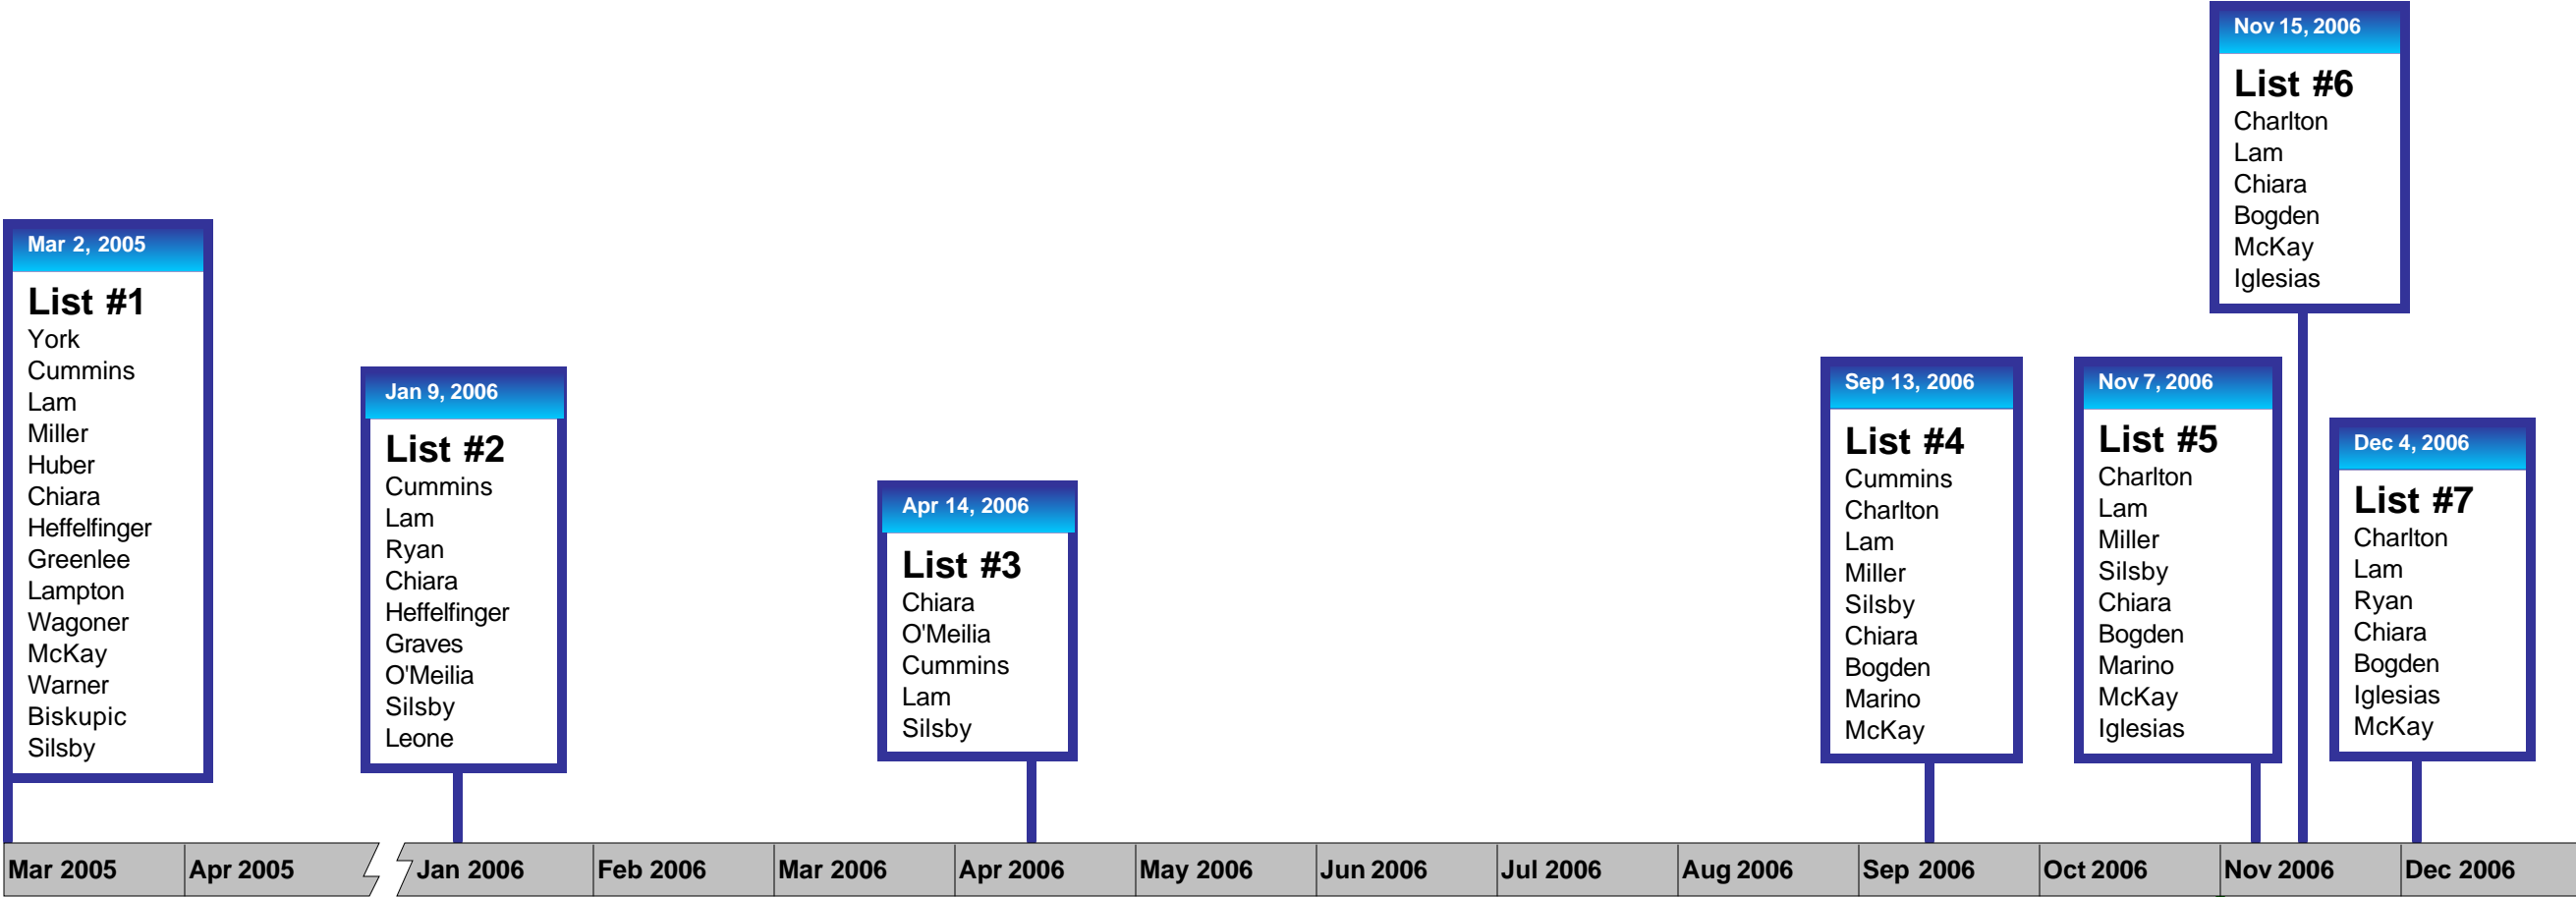 Mar 2, 2005
List #1
York
Cummins
Lam
Miller
Huber
Chiara
Heffelfinger
Greenlee
Lampton
Wagoner
McKay
Warner
Biskupic
Silsby
Jan 9, 2006
List #2
Cummins
Lam
Ryan
Chiara
Heffelfinger
Graves
O'Meilia
Silsby
Leone
Apr 14, 2006
List #3
Chiara
O'Meilia
Cummins
Lam
Silsby
Sep 13, 2006
List #4
Cummins
Charlton
Lam
Miller
Silsby
Chiara
Bogden
Marino
McKay
Nov 7, 2006
List #5
Charlton
Lam
Miller
Silsby
Chiara
Bogden
Marino
McKay
Iglesias
Nov 15, 2006
List #6
Charlton
Lam
Chiara
Bogden
McKay
Iglesias
Dec 4, 2006
List #7
Charlton
Lam
Ryan
Chiara
Bogden
Iglesias
McKay
Mar 2005 Apr 2005 Jan 2006 Feb 2006 Mar 2006 Apr 2006 May 2006 Jun 2006 Jul 2006 Aug 2006 Sep 2006 Oct 2006 Nov 2006 Dec 2006